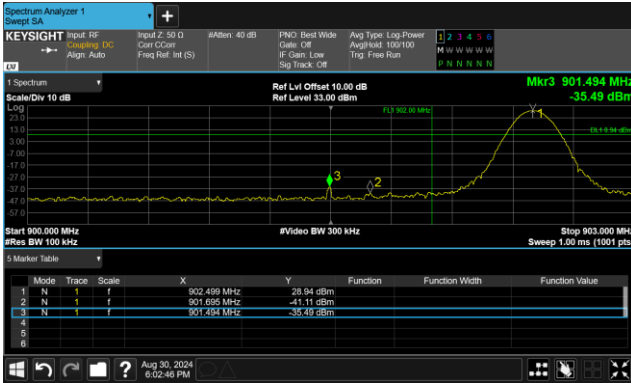 Spectrum Analyzer 1
Swept SA
KEYSIGHT Input: RF Input Z: 50 Ω #Atten: 40 dB PNO: Best Wide Avg Type: Log-Power 1 2 3 4 5 6
Coupling: DC Corr CCorr Gate: Off Avg|Hold: 100/100 M W W W W W
Align: Auto Freq Ref: Int (S) IF Gain: Low Trig: Free Run P N N N N N
Sig Track: Off
LXI
1 Spectrum Ref Lvl Offset 10.00 dB Mkr3 901.494 MHz
Scale/Div 10 dB Ref Level 33.00 dBm -35.49 dBm
Log
FL1 902.00 MHz
1
23.0
13.0
DL1 8.94 dBm
3.00
-7.00
-17.0
-27.0
3
2
-37.0
-47.0
-57.0
Start 900.000 MHz #Video BW 300 kHz Stop 903.000 MHz
#Res BW 100 kHz Sweep 1.00 ms (1001 pts
5 Marker Table
Mode Trace Scale X Y Function Function Width Function Value
1 N 1 f 902.499 MHz 28.94 dBm
2 N 1 f 901.695 MHz -41.11 dBm
3 N 1 f 901.494 MHz -35.49 dBm
4
5
6
? Aug 30, 2024
6:02:46 PM